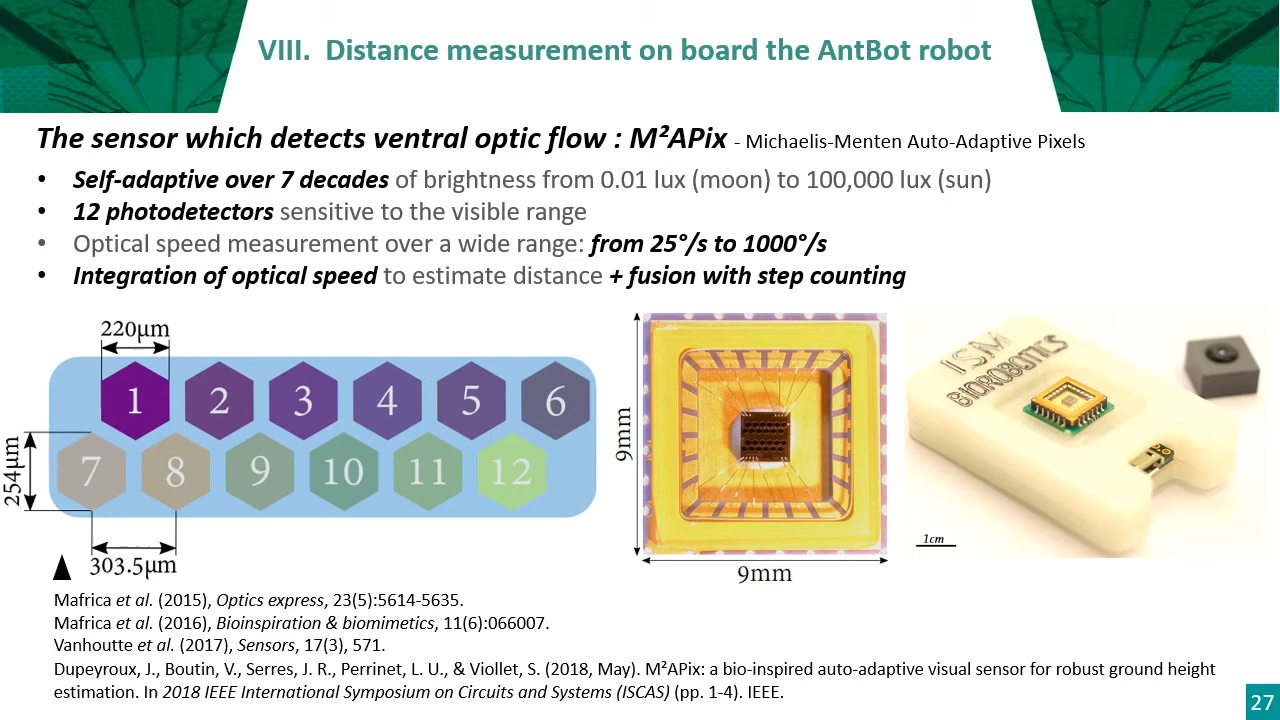 VIII. Distance measurement on board the AntBot robot
The sensor which detects ventral optic flow : M²APix - Michaelis-Menten Auto-Adaptive Pixels
• Self-adaptive over 7 decades of brightness from 0.01 lux (moon) to 100,000 lux (sun)
• 12 photodetectors sensitive to the visible range
• Optical speed measurement over a wide range: from 25°/s to 1000°/s
• Integration of optical speed to estimate distance + fusion with step counting
220µm
1 2 3 4 5 6
7 8 9 10 11 12
254µm
303.5µm
9mm
9mm
ISM
BIOROBOTICS
1cm
Mafrica et al. (2015), Optics express, 23(5):5614-5635.
Mafrica et al. (2016), Bioinspiration & biomimetics, 11(6):066007.
Vanhoutte et al. (2017), Sensors, 17(3), 571.
Dupeyroux, J., Boutin, V., Serres, J. R., Perrinet, L. U., & Viollet, S. (2018, May). M²APix: a bio-inspired auto-adaptive visual sensor for robust ground height
estimation. In 2018 IEEE International Symposium on Circuits and Systems (ISCAS) (pp. 1-4). IEEE.
27